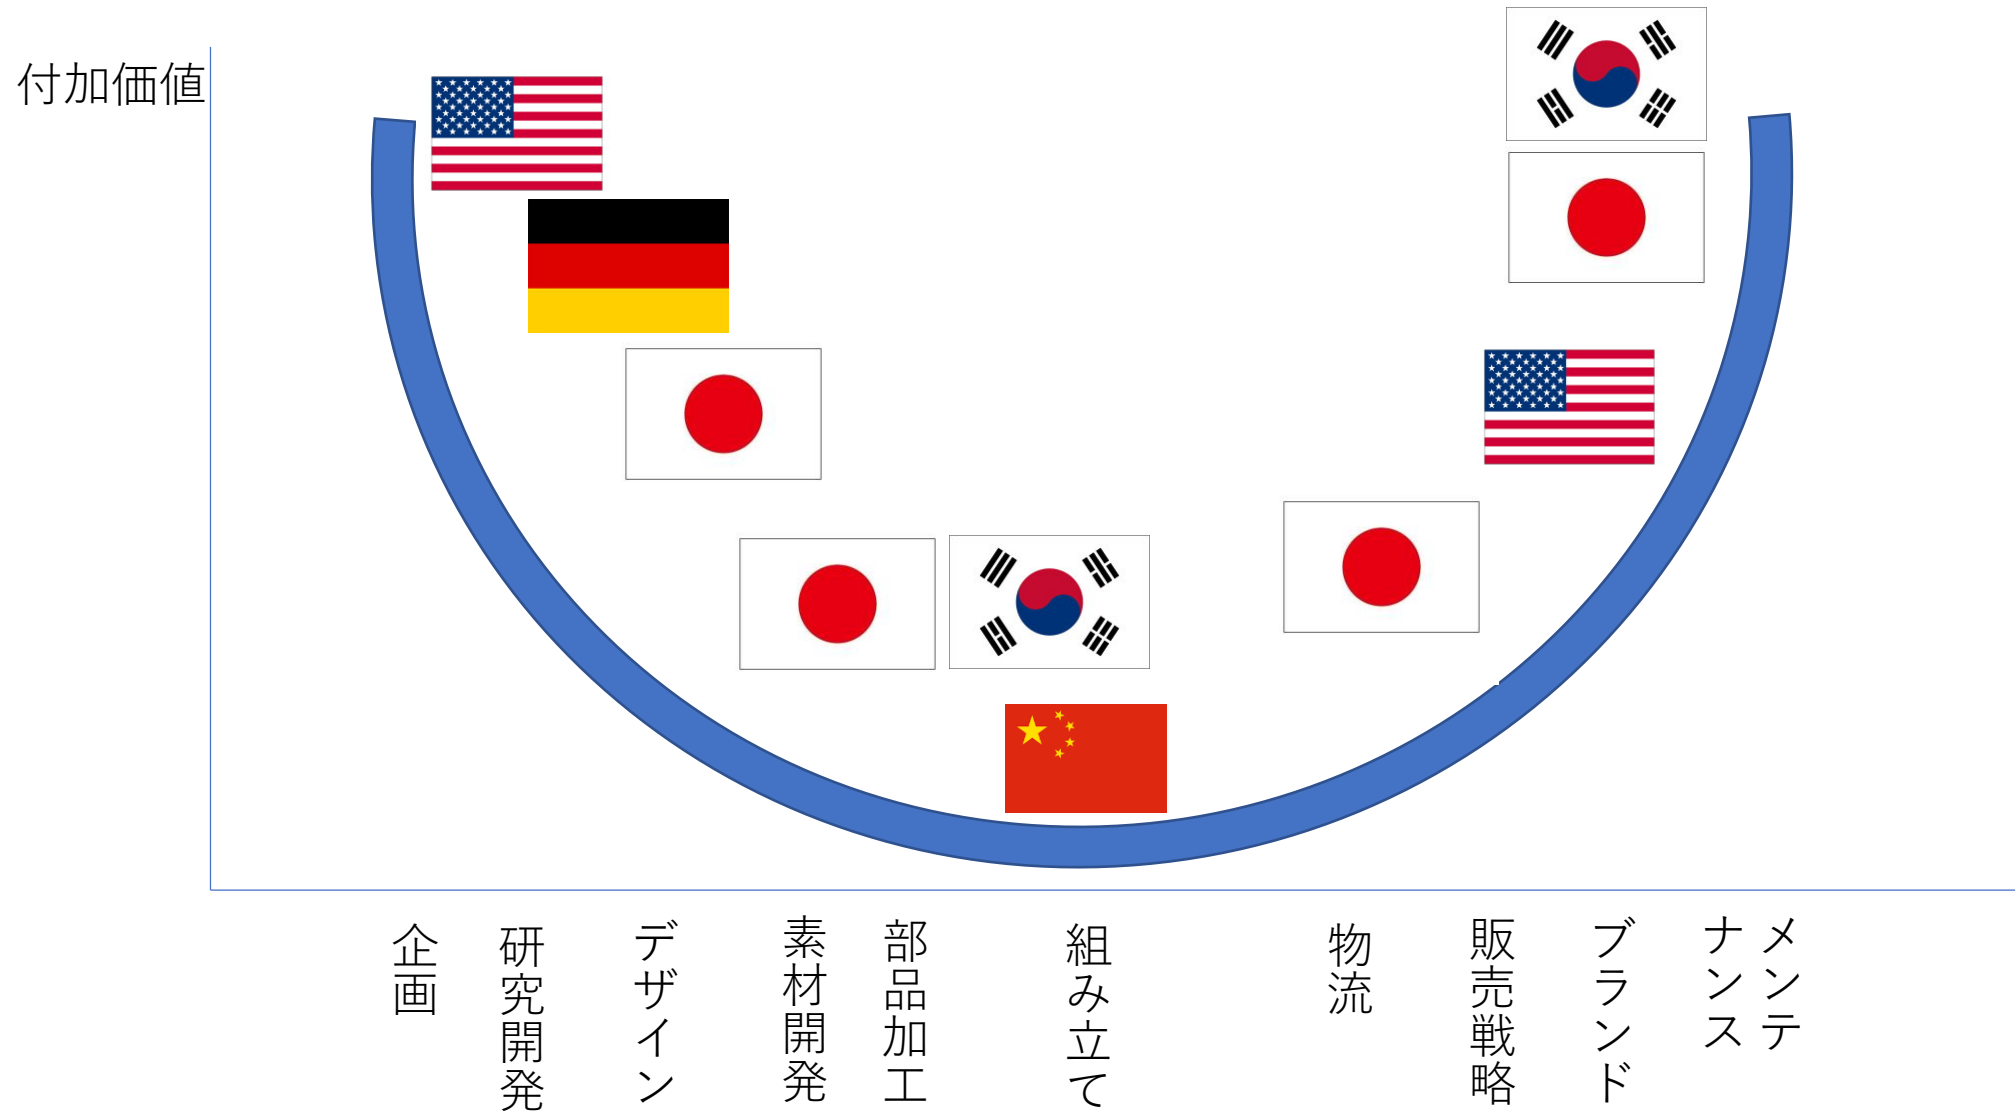 付加価値
企画
研究開発
デザイン
素材開発
部品加工
組み立て
物流
販売戦略
ブランド
メンテ
ナンス